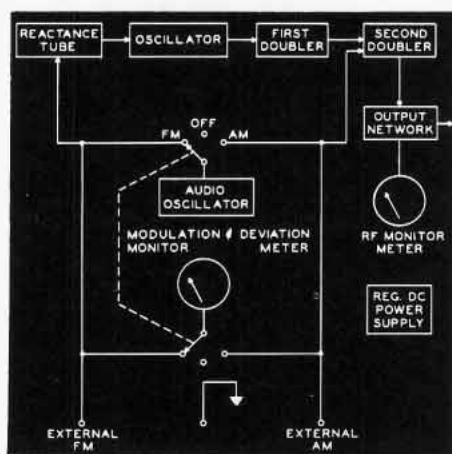 REACTANCE
TUBE
OSCILLATOR
FIRST
DOUBLER
SECOND
DOUBLER
OUTPUT
NETWORK
OFF
FM
AM
AUDIO
OSCILLATOR
MODULATION & DEVIATION
MONITOR METER
RF MONITOR
METER
REG. DC
POWER
SUPPLY
EXTERNAL
FM
EXTERNAL
AM